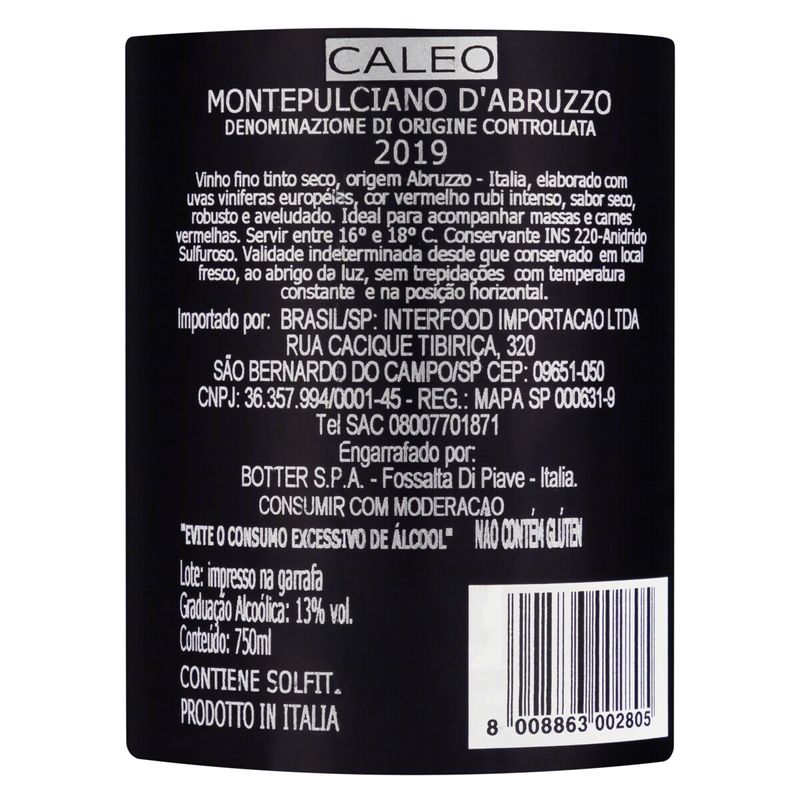 CALEO
MONTEPULCIANO D'ABRUZZO
DENOMINAZIONE DI ORIGINE CONTROLLATA
2019
Vinho fino tinto seco, origem Abruzzo - Italia, elaborado com
uvas viniferas européias, cor vermelho rubi intenso, sabor seco,
robusto e aveludado. Ideal para acompanhar massas e carnes
vermelhas. Servir entre 16º e 18º C. Conservante INS 220-Anidrido
Sulfuroso. Validade indeterminada desde que conservado em local
fresco, ao abrigo da luz, sem trepidações com temperatura
constante e na posição horizontal.
Importado por: BRASIL/SP: INTERFOOD IMPORTACAO LTDA
RUA CACIQUE TIBIRIÇA, 320
SÃO BERNARDO DO CAMPO/SP CEP: 09651-050
CNPJ: 36.357.994/0001-45 - REG.: MAPA SP 000631-9
Tel SAC 08007701871
Engarrafado por:
BOTTER S.P.A. - Fossalta Di Piave - Italia.
CONSUMIR COM MODERACAO
"EVITE O CONSUMO EXCESSIVO DE ÁLCOOL" NAO CONTÉM GLÚTEN
Lote: impresso na garrafa
Graduação Alcoólica: 13% vol.
Conteúdo: 750ml
CONTIENE SOLFIT.
PRODOTTO IN ITALIA
8 008863 002805